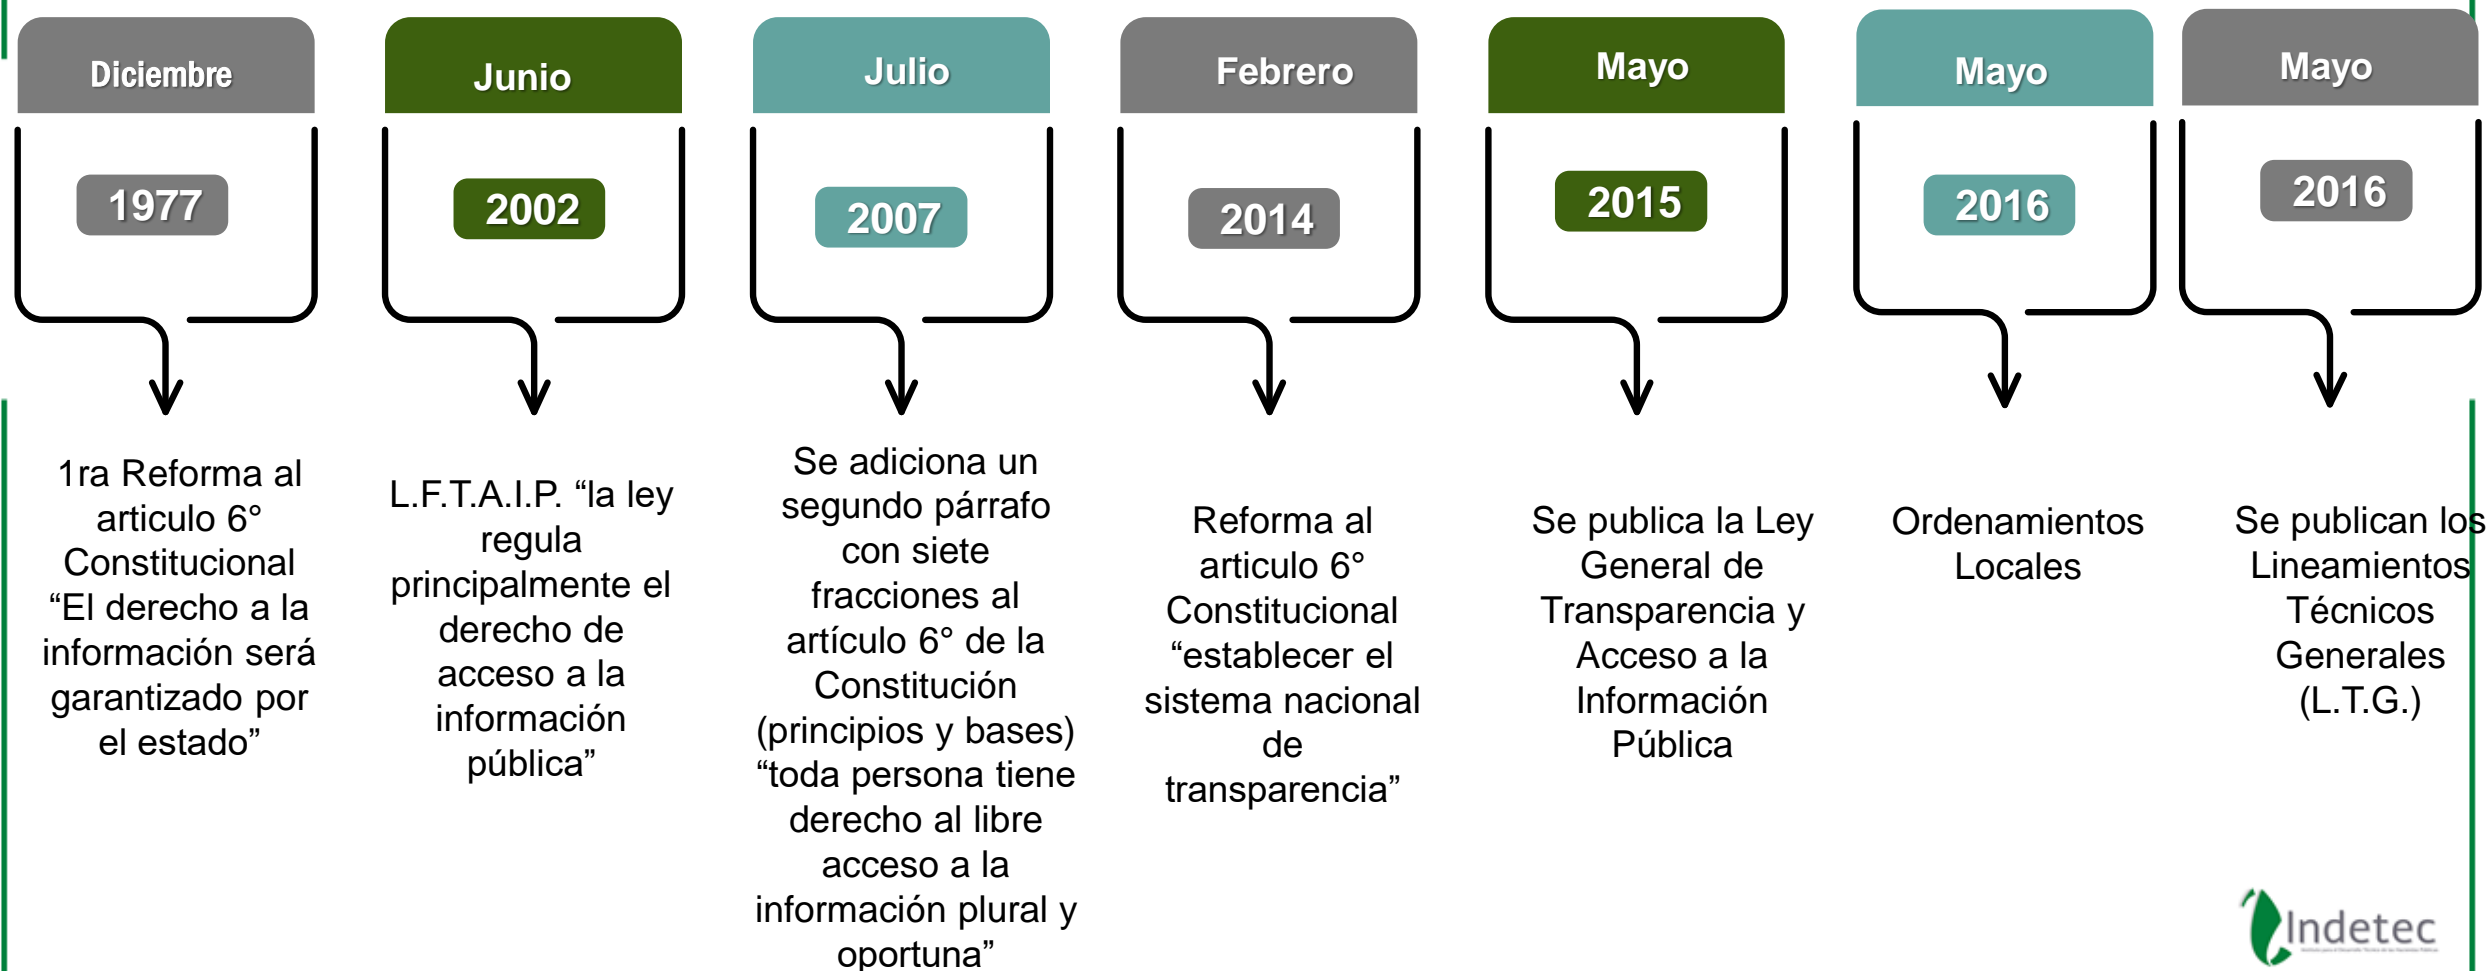 Diciembre
1977
1ra Reforma al
articulo 6°
Constitucional
“El derecho a la
información será
garantizado por
el estado”
Junio
2002
L.F.T.A.I.P. “la ley
regula
principalmente el
derecho de
acceso a la
información
pública”
Julio
2007
Se adiciona un
segundo párrafo
con siete
fracciones al
artículo 6° de la
Constitución
(principios y bases)
“toda persona tiene
derecho al libre
acceso a la
información plural y
oportuna”
Febrero
2014
Reforma al
articulo 6°
Constitucional
“establecer el
sistema nacional
de
transparencia”
Mayo
2015
Se publica la Ley
General de
Transparencia y
Acceso a la
Información
Pública
Mayo
2016
Ordenamientos
Locales
Mayo
2016
Se publican los
Lineamientos
Técnicos
Generales
(L.T.G.)
Indetec